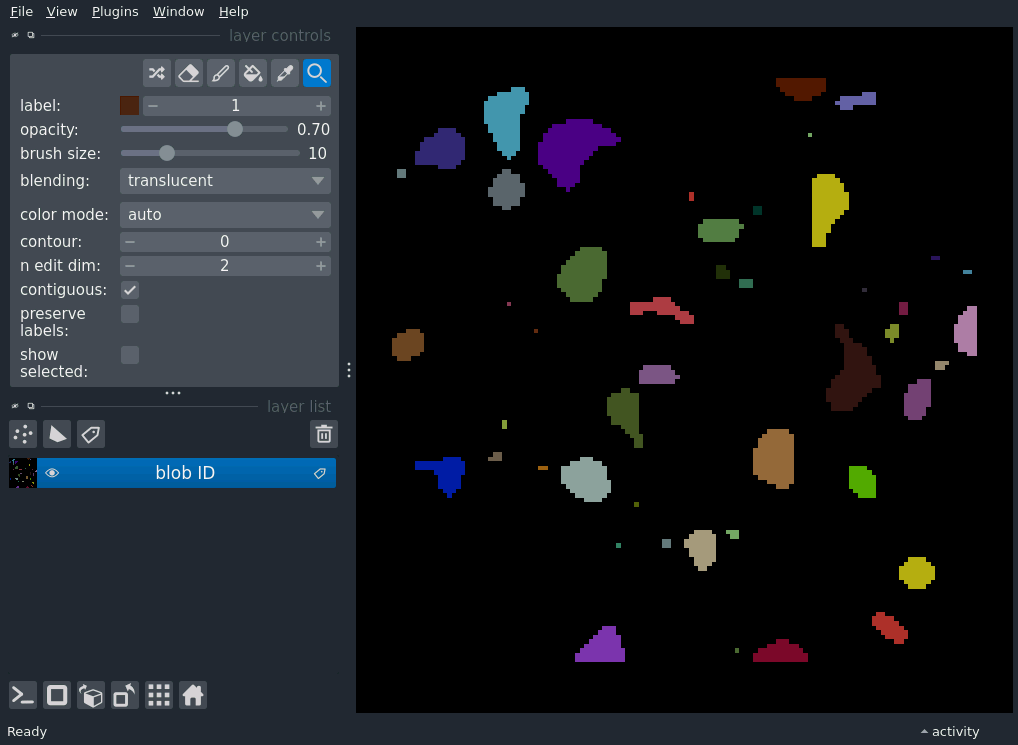 File View Plugins Window Help
layer controls
label: 1
opacity: 0.70
brush size: 10
blending: translucent
color mode: auto
contour: 0
n edit dim: 2
contiguous:
preserve
labels:
show
selected:
layer list
blob ID
Ready
activity